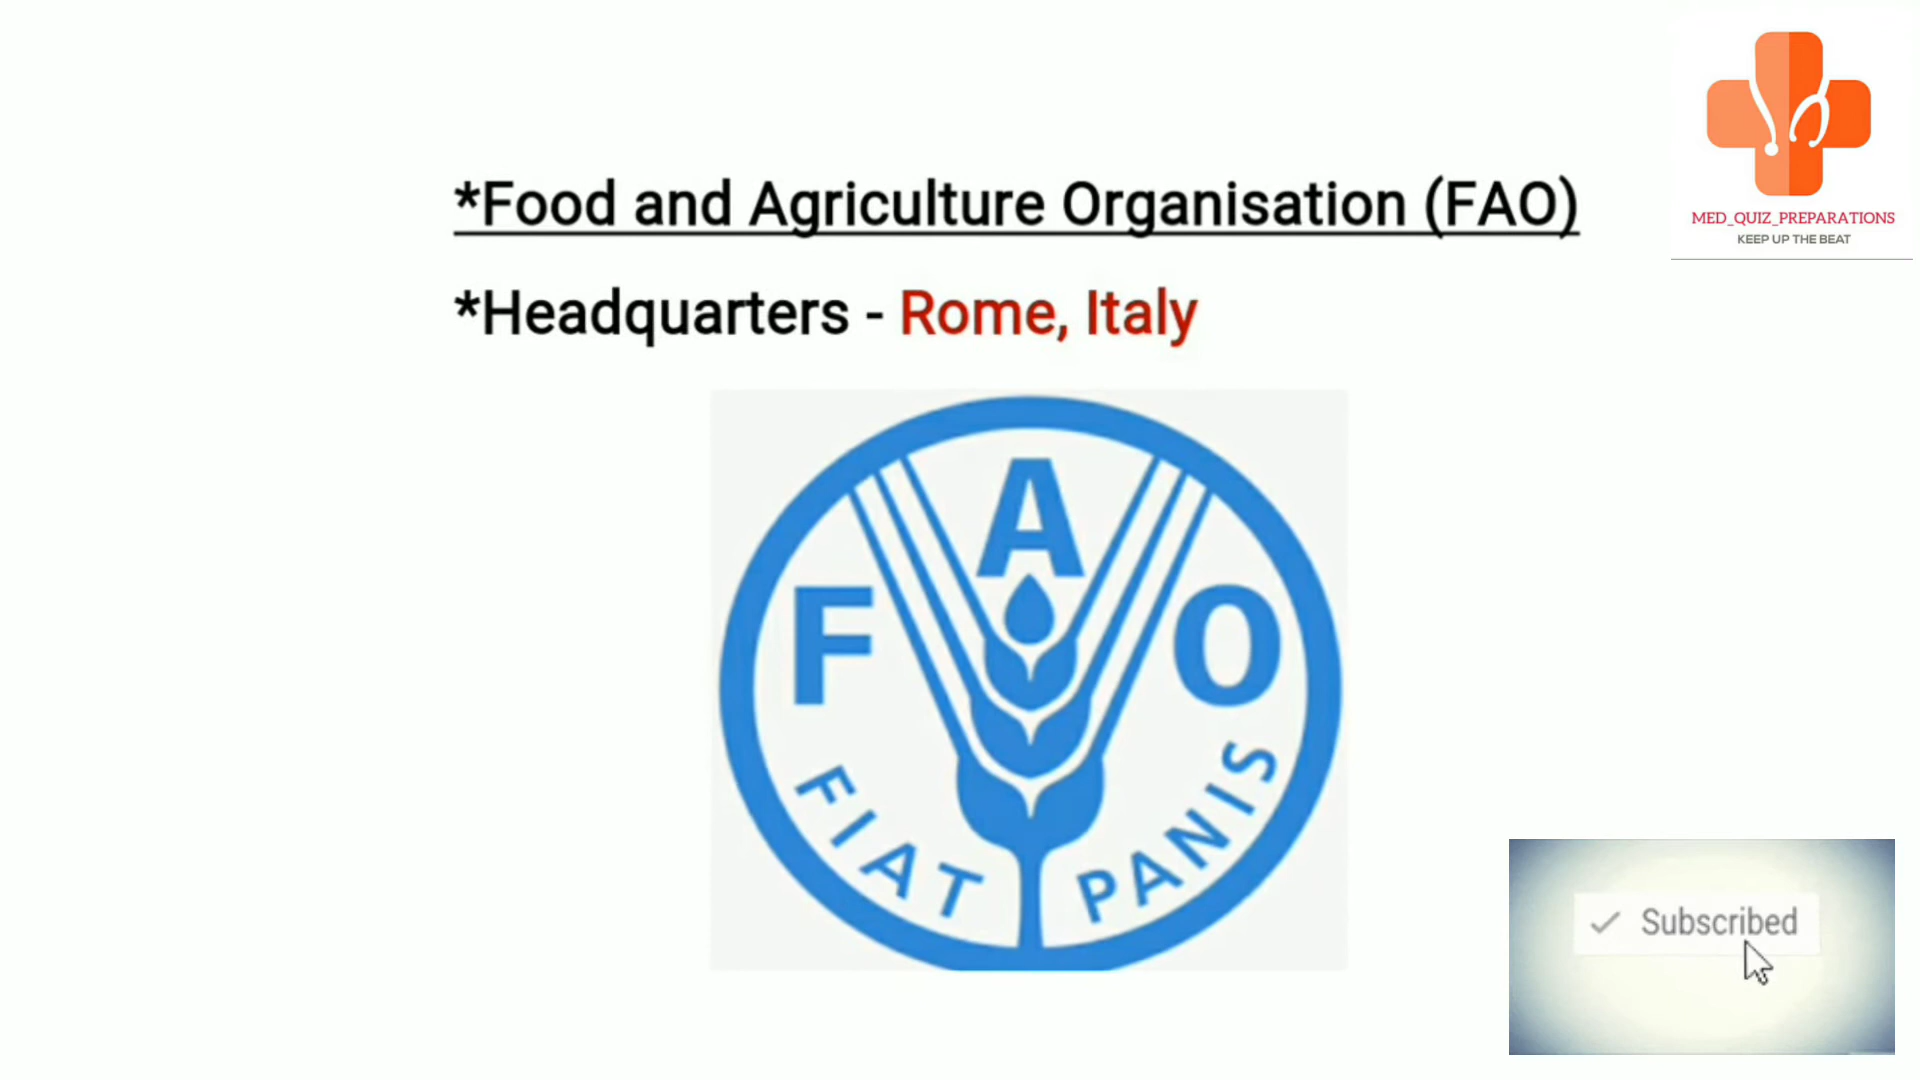 *Food and Agriculture Organisation (FAO)
*Headquarters - Rome, Italy
MED_QUIZ_PREPARATIONS
KEEP UP THE BEAT
A
F O
FIAT PANIS
Subscribed